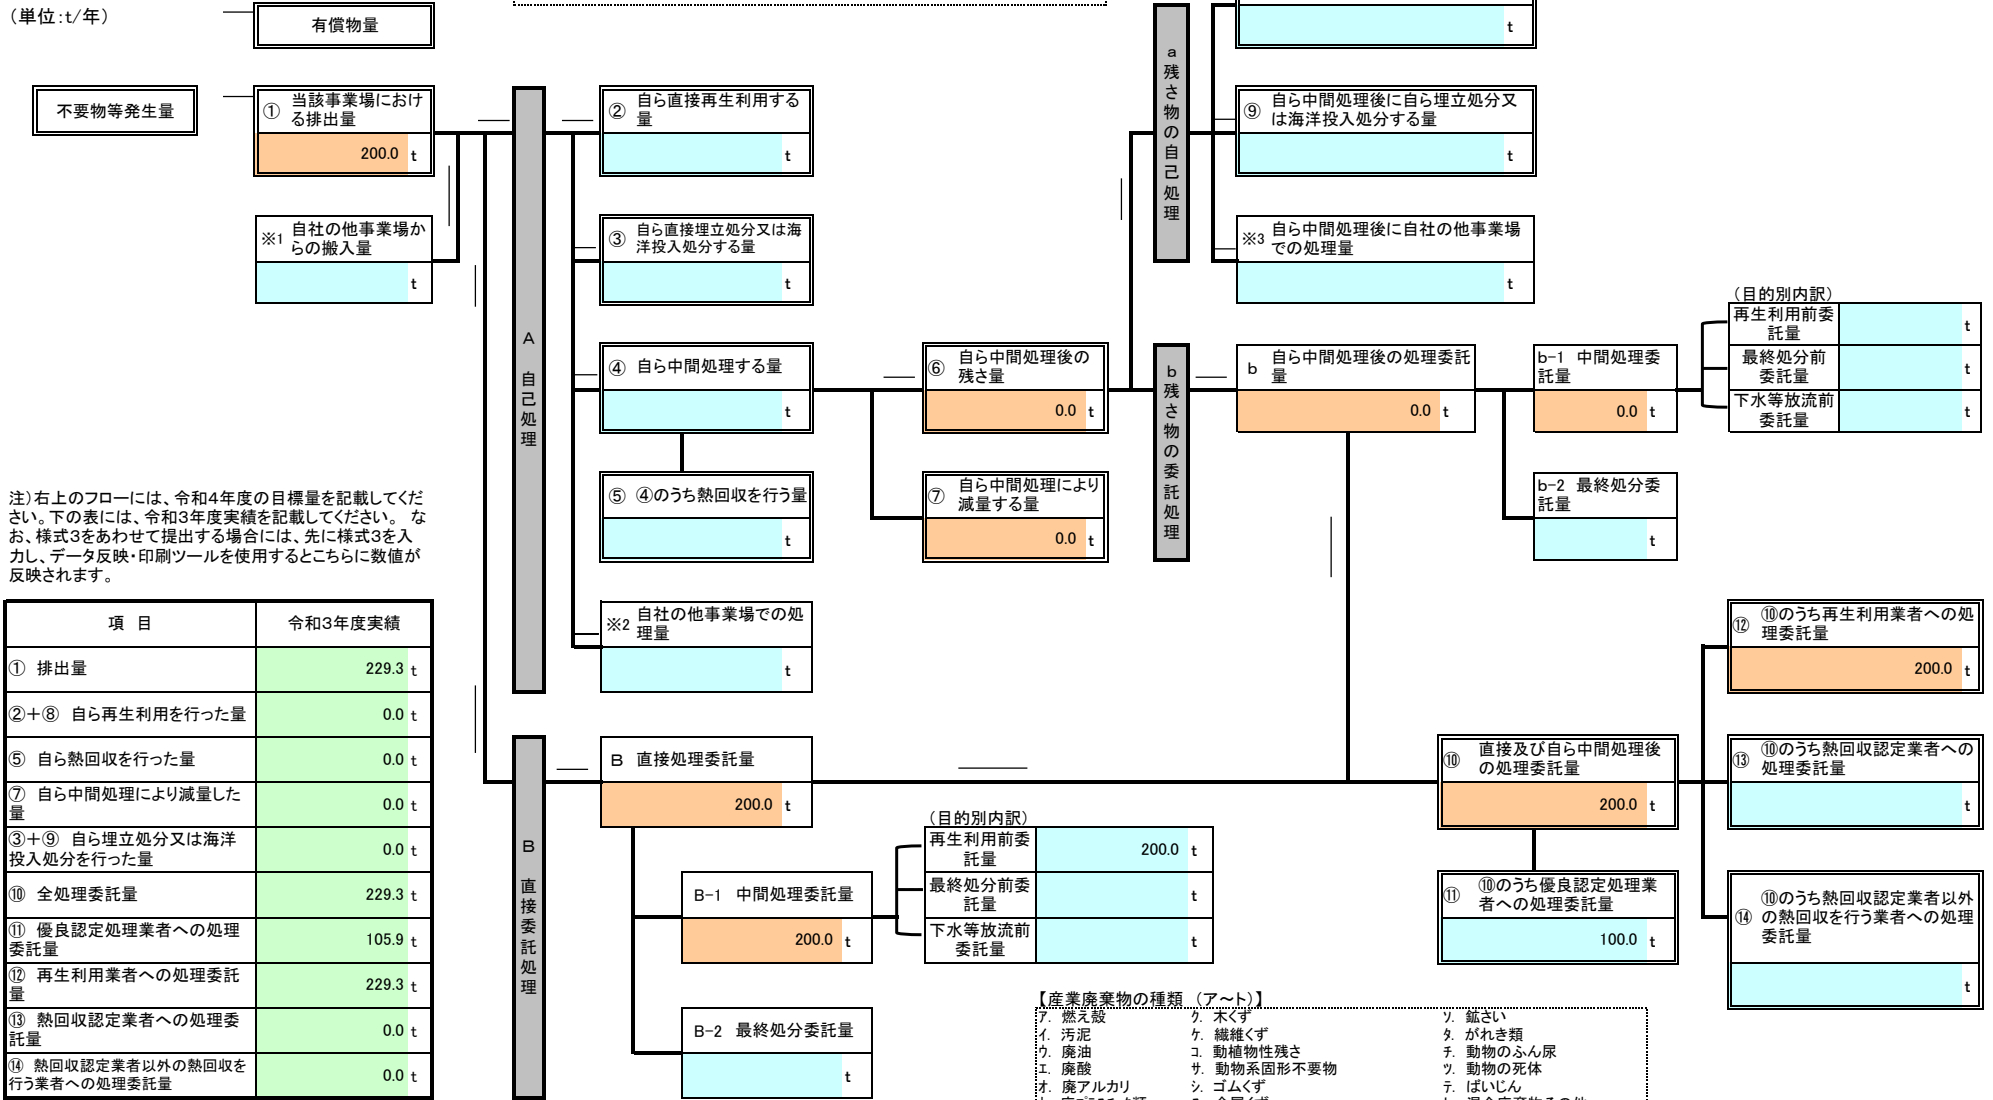 （単位:t/年）
有償物量
t
不要物等発生量
① 当該事業場におけ
る排出量
200.0 t
※1 自社の他事業場か
らの搬入量
t
A 自己処理
② 自ら直接再生利用する
量
t
③ 自ら直接埋立処分又は海
洋投入処分する量
t
④ 自ら中間処理する量
t
⑤ ④のうち熱回収を行う量
t
※2 自社の他事業場での処
理量
t
⑥ 自ら中間処理後の
残さ量
0.0 t
⑦ 自ら中間処理により
減量する量
0.0 t
a 残さ物の自己処理
⑨ 自ら中間処理後に自ら埋立処分又
は海洋投入処分する量
t
※3 自ら中間処理後に自社の他事業場
での処理量
t
b 残さ物の委託処理
b 自ら中間処理後の処理委託
量
0.0 t
b-1 中間処理委
託量
0.0 t
b-2 最終処分委
託量
t
（目的別内訳）
再生利用前委
託量
t
最終処分前
委託量
t
下水等放流前
委託量
t
注）右上のフローには、令和4年度の目標量を記載してくだ
さい。下の表には、令和3年度実績を記載してください。 な
お、様式3をあわせて提出する場合には、先に様式3を入
力し、データ反映・印刷ツールを使用するとこちらに数値が
反映されます。
項 目 令和3年度実績
① 排出量 229.3 t
②＋⑧ 自ら再生利用を行った量 0.0 t
⑤ 自ら熱回収を行った量 0.0 t
⑦ 自ら中間処理により減量した
量 0.0 t
③＋⑨ 自ら埋立処分又は海洋
投入処分を行った量 0.0 t
⑩ 全処理委託量 229.3 t
⑪ 優良認定処理業者への処理
委託量 105.9 t
⑫ 再生利用業者への処理委託
量 229.3 t
⑬ 熱回収認定業者への処理委
託量 0.0 t
⑭ 熱回収認定業者以外の熱回収を
行う業者への処理委託量 0.0 t
B 直接委託処理
B 直接処理委託量
200.0 t
B-1 中間処理委託量
200.0 t
B-2 最終処分委託量
t
（目的別内訳）
再生利用前委
託量
200.0 t
最終処分前委
託量
t
下水等放流前
委託量
t
⑩ 直接及び自ら中間処理後
の処理委託量
200.0 t
⑪ ⑩のうち優良認定処理業
者への処理委託量
100.0 t
⑫ ⑩のうち再生利用業者への処
理委託量
200.0 t
⑬ ⑩のうち熱回収認定業者への
処理委託量
t
⑭ ⑩のうち熱回収認定業者以外
の熱回収を行う業者への処理
委託量
t
【産業廃棄物の種類 （ア～ト）】
ア. 燃え殻 ク. 木くず ソ. 鉱さい
イ. 汚泥 ケ. 繊維くず タ. がれき類
ウ. 廃油 コ. 動植物性残さ チ. 動物のふん尿
エ. 廃酸 サ. 動物系固形不要物 ツ. 動物の死体
オ. 廃アルカリ シ. ゴムくず テ. ばいじん